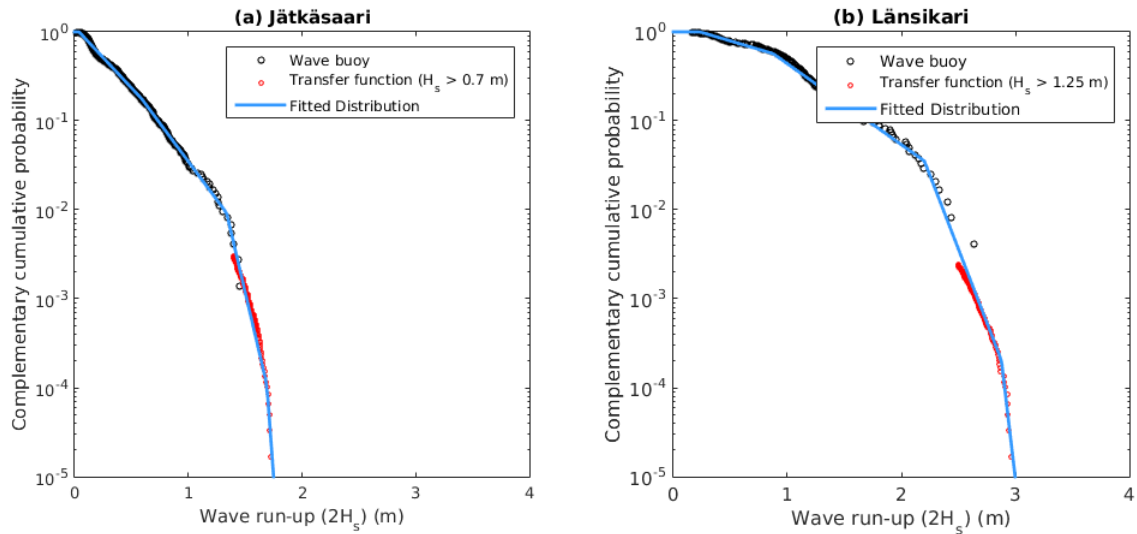 (a) Jätkäsaari
Complementary cumulative probability
10^0
10^-1
10^-2
10^-3
10^-4
10^-5
Wave buoy
Transfer function (H_s > 0.7 m)
Fitted Distribution
0 1 2 3 4
Wave run-up (2H_s) (m)
(b) Länsikari
Complementary cumulative probability
10^0
10^-1
10^-2
10^-3
10^-4
10^-5
Wave buoy
Transfer function (H_s > 1.25 m)
Fitted Distribution
0 1 2 3 4
Wave run-up (2H_s) (m)